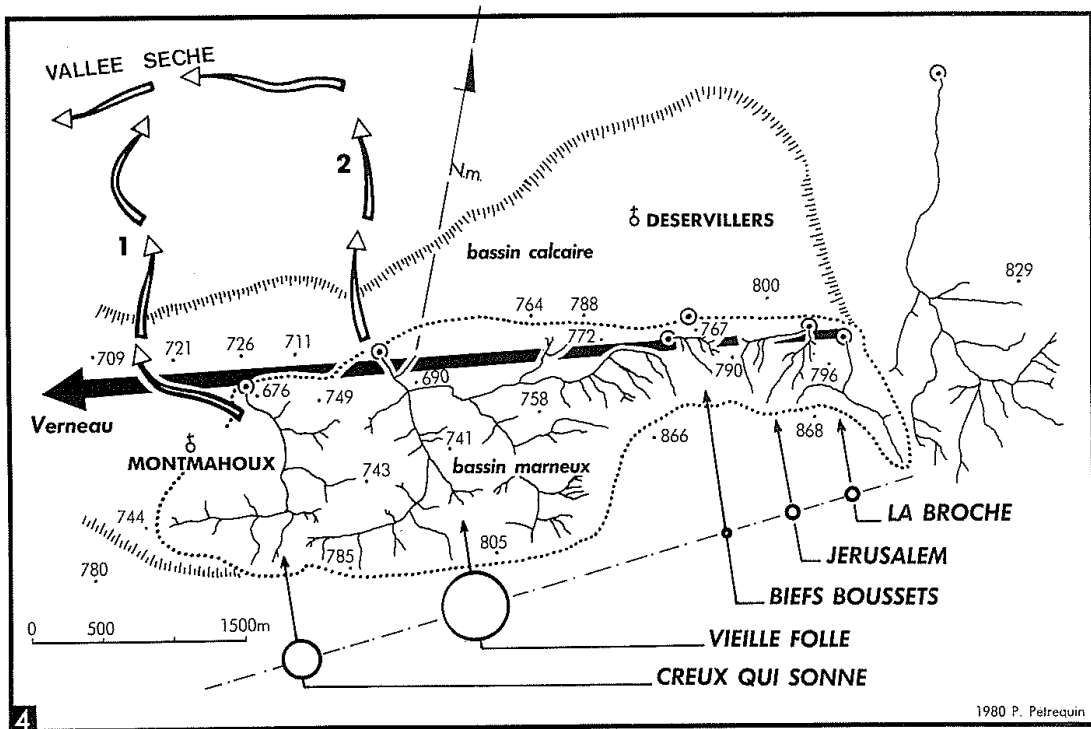 VALLEE SECHE
2
N.m.
1
DESERVILLERS
bassin calcaire
829
800
764
788
772
767
709
721
726
711
690
790
796
676
749
758
Verneau
866
868
741
MONTMAHOUX
bassin marneux
743
744
805
785
780
LA BROCHE
JERUSALEM
BIEFS BOUSSETS
VIEILLE FOLLE
CREUX QUI SONNE
0 500 1500m
4
1980 P. Pétrequin